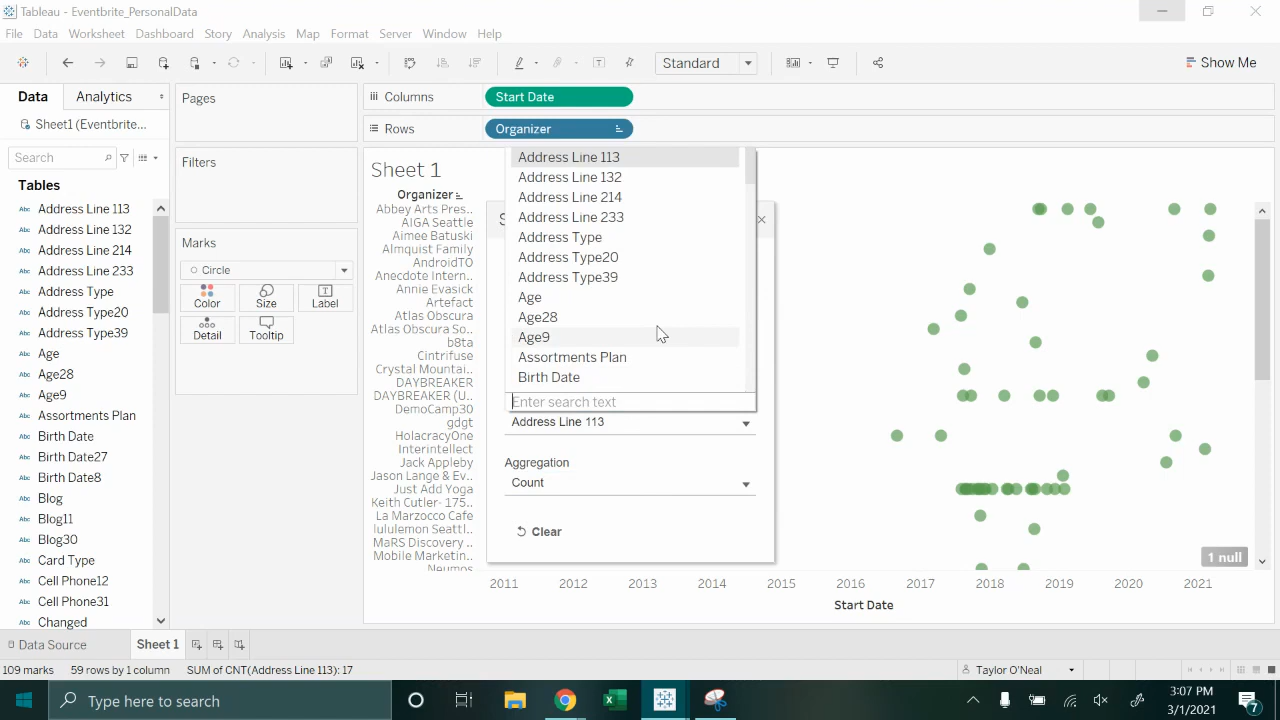 Tableau - Eventbrite_PersonalData
File Data Worksheet Dashboard Story Analysis Map Format Server Window Help
Standard
Show Me
Data Analytics
Sheet1 (Eventbrite...
Search
Tables
Address Line 113
Address Line 132
Address Line 214
Address Line 233
Address Type
Address Type20
Address Type39
Age
Age28
Age9
Assortments Plan
Birth Date
Birth Date27
Birth Date8
Blog
Blog11
Blog30
Card Type
Cell Phone12
Cell Phone31
Changed
Pages
Filters
Marks
Circle
Color Size Label
Detail Tooltip
Columns Start Date
Rows Organizer
Sheet 1
Organizer
Abbey Arts Pres..
AIGA Seattle
Aimee Batuski
Almquist Family
AndroidTO
Anecdote Intern..
Annie Evasick
Artefact
Atlas Obscura
Atlas Obscura So..
b8ta
Cintrifuse
Crystal Mountai..
DAYBREAKER
DAYBREAKER (U..
DemoCamp30
gdgt
HolacracyOne
Interintellect
Jack Appleby
Jason Lange & Ev..
Just Add Yoga
Keith Cutler- 175..
La Marzocco Cafe
lululemon Seattl..
MaRS Discovery ..
Mobile Marketin..
Neumos
Address Line 113
Address Line 132
Address Line 214
Address Line 233
Address Type
Address Type20
Address Type39
Age
Age28
Age9
Assortments Plan
Birth Date
Enter search text
Address Line 113
Aggregation
Count
Clear
1 null
2011 2012 2013 2014 2015 2016 2017 2018 2019 2020 2021
Start Date
Data Source Sheet 1
109 marks 59 rows by 1 column SUM of CNT(Address Line 113): 17
Taylor O'Neal
Type here to search
3:07 PM
3/1/2021
7